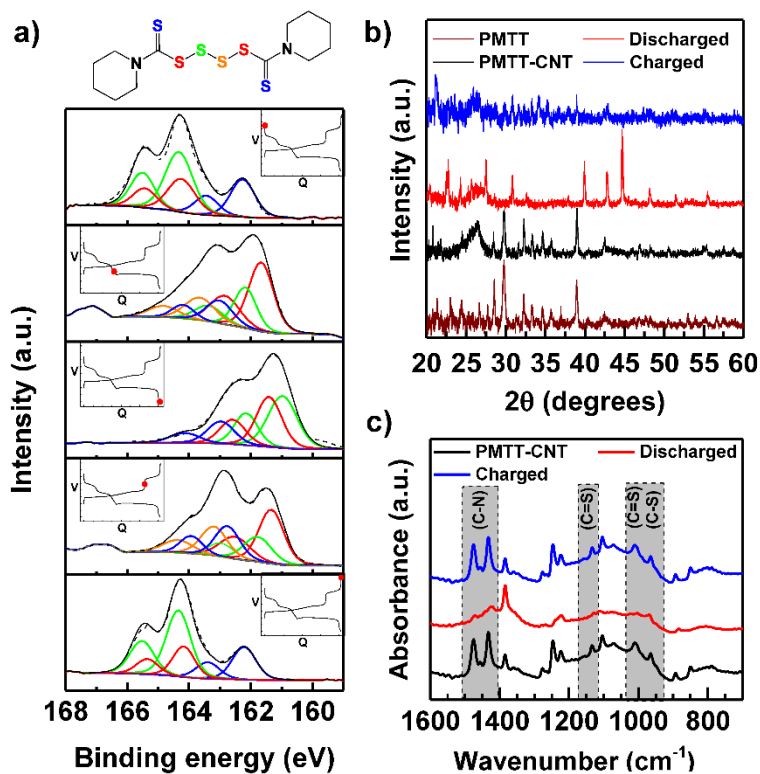 a)
S
N
S
S
S
S
N
S
V
Q
V
Q
V
Q
V
Q
V
Q
Intensity (a.u.)
168 166 164 162 160
Binding energy (eV)
b)
PMTT
Discharged
PMTT-CNT
Charged
Intensity (a.u.)
20 25 30 35 40 45 50 55 60
2θ (degrees)
c)
PMTT-CNT
Discharged
Charged
(C-N)
(C=S)
(C=S)
(C-S)
Absorbance (a.u.)
1600 1400 1200 1000 800
Wavenumber (cm⁻¹)